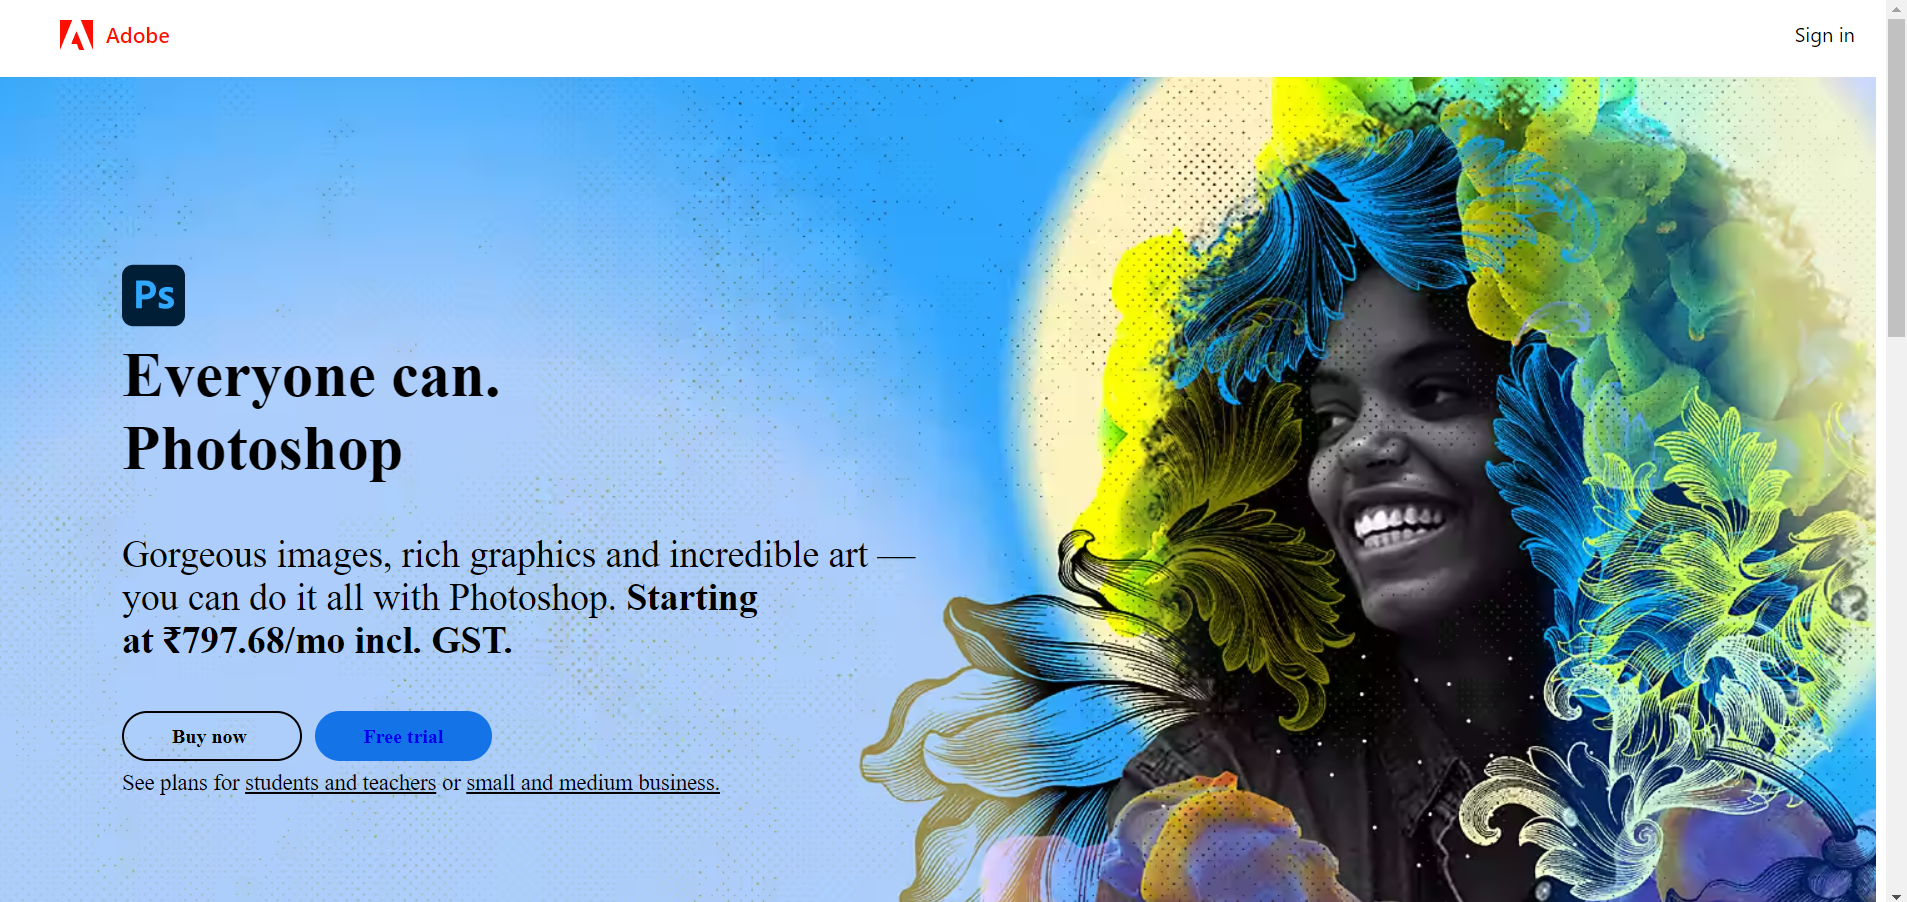 Adobe
Sign in
Ps
Everyone can.
Photoshop
Gorgeous images, rich graphics and incredible art —
you can do it all with Photoshop. Starting
at ₹797.68/mo incl. GST.
Buy now
Free trial
See plans for students and teachers or small and medium business.